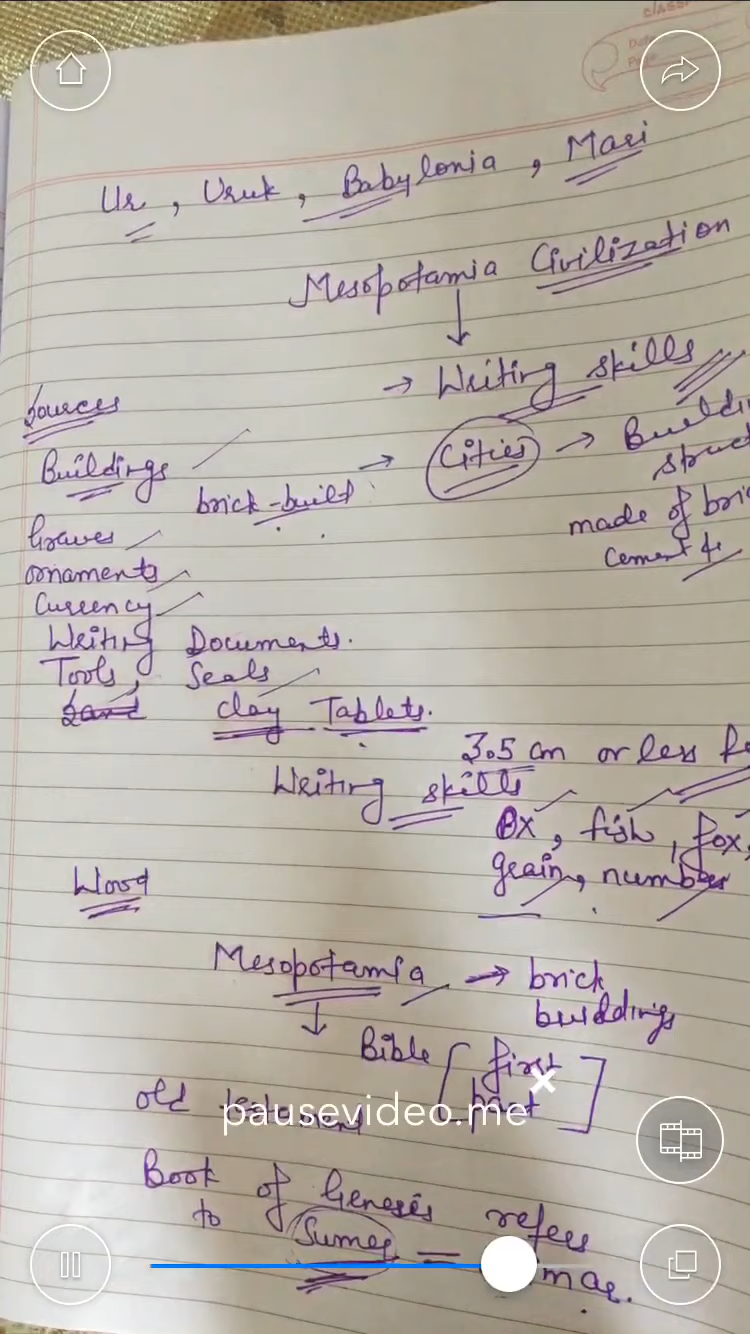 CLASS
Ur, Uruk, Babylonia, Mari
Mesopotamia Civilization
→ Writing skills
Sources
Buildings
brick-built → Cities →
made of
cement &
Graves
ornaments
Currency
Writing Documents.
Tools, Seals
clay Tablets.
3.5 cm or less
Writing skills
Ox, fish, fox,
grain, number
Wood
Mesopotamia → brick
buildings
Bible [first
part]
old
pausevideo.me
Book of Genesis refers
to Sumer =